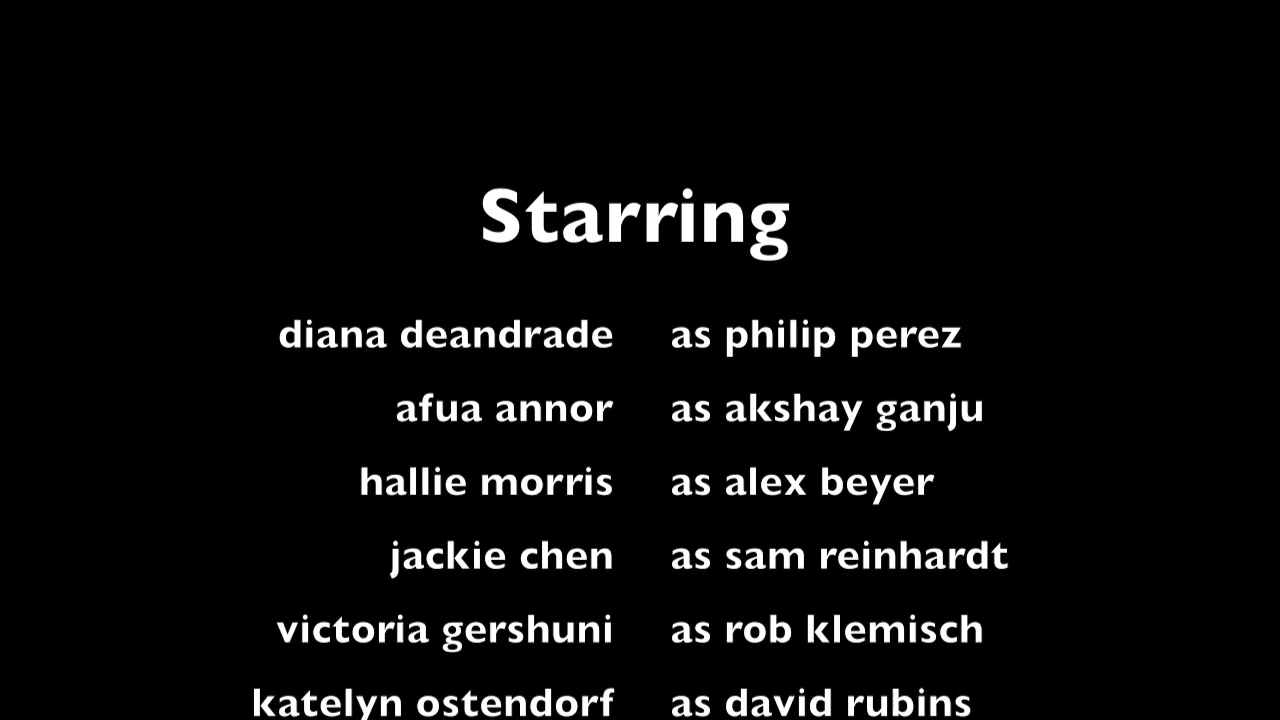 Starring
diana deandrade as philip perez
afua annor as akshay ganju
hallie morris as alex beyer
jackie chen as sam reinhardt
victoria gershuni as rob klemisch
katelyn ostendorf as david rubins